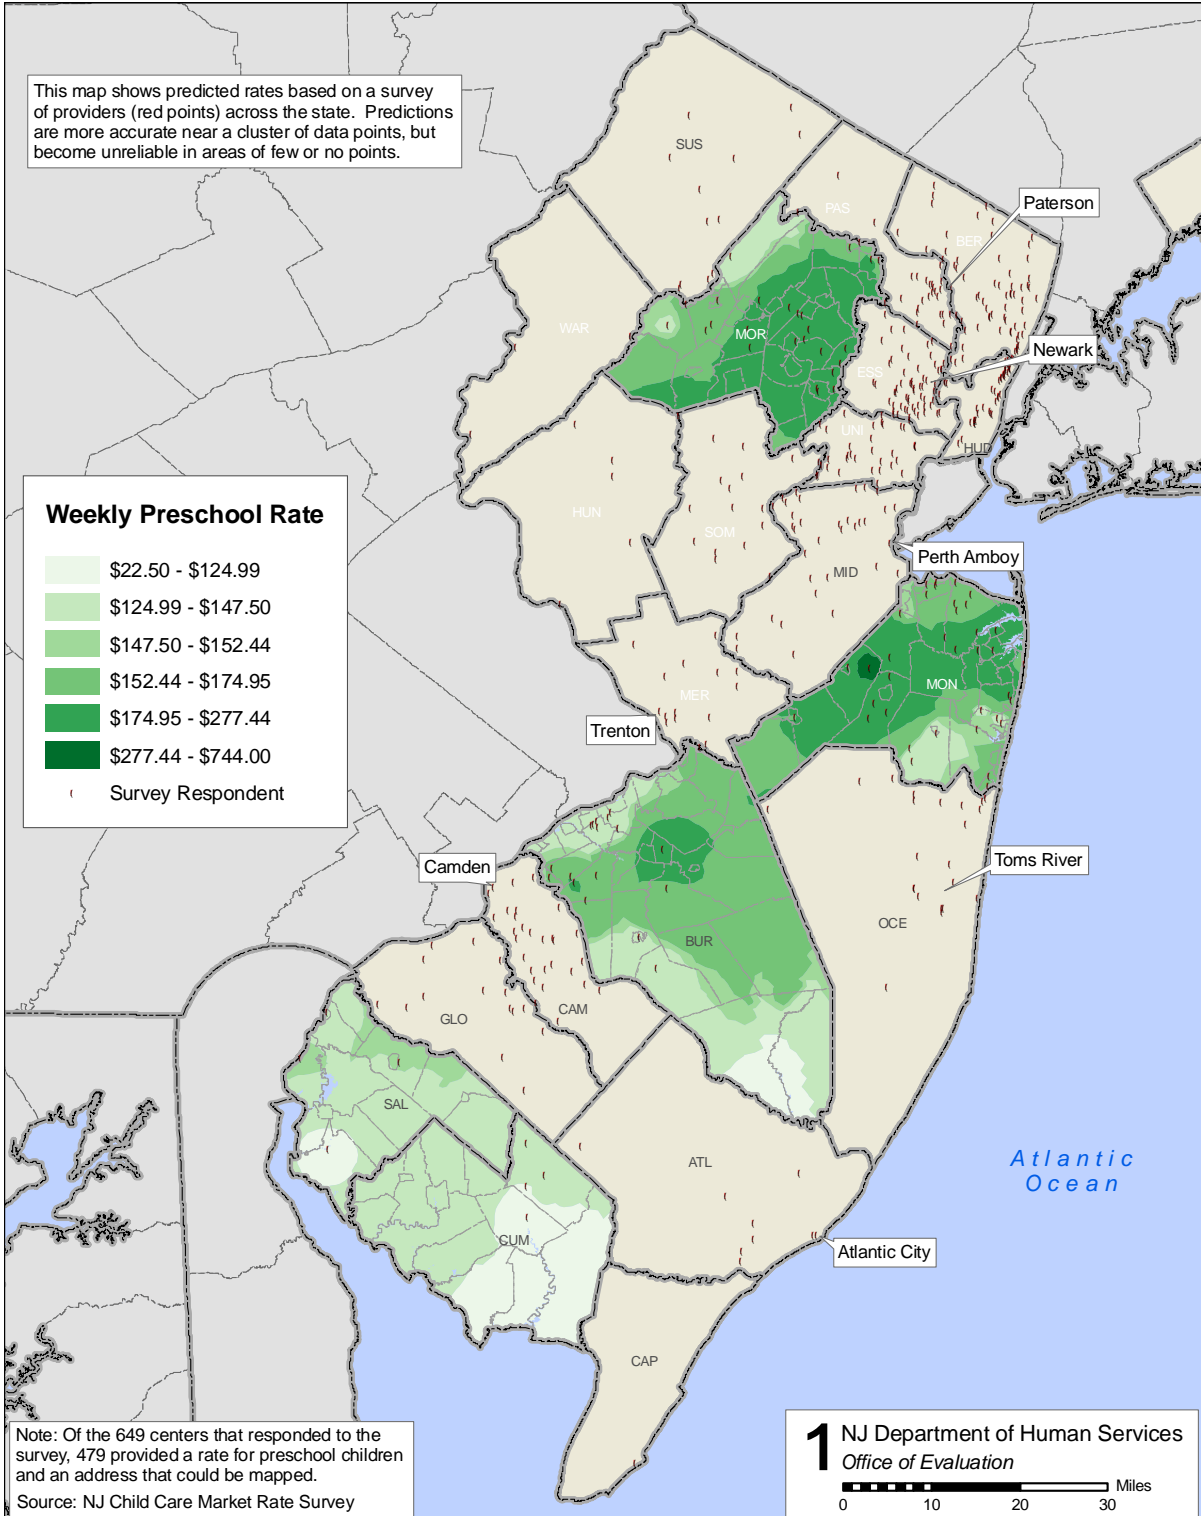 This map shows predicted rates based on a survey
of providers (red points) across the state.  Predictions
are more accurate near a cluster of data points, but
become unreliable in areas of few or no points.
SUS
PAS
Paterson
BER
WAR
MOR
Newark
ESS
UNI
HUD
Weekly Preschool Rate
$22.50 - $124.99
$124.99 - $147.50
$147.50 - $152.44
$152.44 - $174.95
$174.95 - $277.44
$277.44 - $744.00
Survey Respondent
HUN
SOM
Perth Amboy
MID
MER
MON
Trenton
Camden
Toms River
OCE
BUR
GLO
CAM
SAL
ATL
Atlantic
Ocean
CUM
Atlantic City
CAP
Note: Of the 649 centers that responded to the
survey, 479 provided a rate for preschool children
and an address that could be mapped.
Source: NJ Child Care Market Rate Survey
1 NJ Department of Human Services
Office of Evaluation
Miles
0 10 20 30